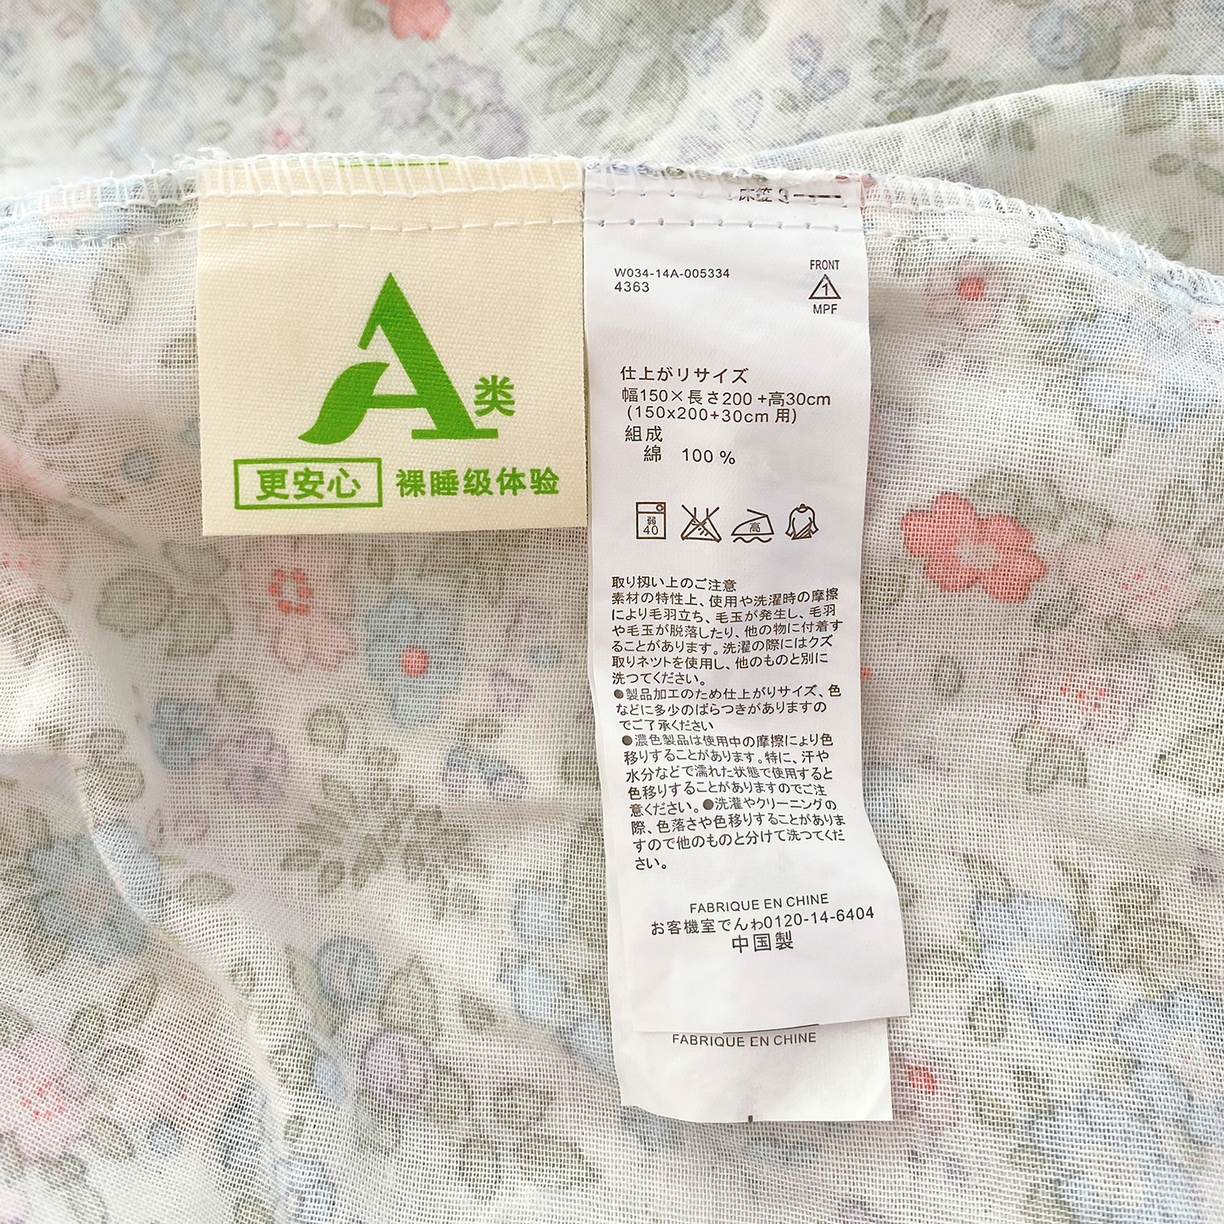 A类
更安心 裸睡级体验
W034-14A-005334
4363
FRONT
1
MPF
仕上がリサイズ
幅150×長さ200 +高30cm
(150x200+30cm 用)
組成
綿 100 %
弱
40
高
取り扨い上のご注意
素材の特性上、使用や洗濯時の摩擦
により毛羽立ち、毛玉が発生し、毛羽
や毛玉が脱落したり、他の物に付着す
ることがあります。洗濯の際にはクズ
取りネツトを使用し、他のものと別に
洗つてください。
●製品加工のため仕上がりサイズ、色
などに多少のばらつきがありますの
でご了承ください
●濃色製品は使用中の摩擦により色
移りすることがあります。特に、汗や
水分などで濡れた状態で使用すると
色移りすることがありますのでご注
意ください。●洗濯やクリーニングの
際、色落さや色移りすることがありま
すので他のものと分けて洗つてくだ
さい。
FABRIQUE EN CHINE
お客機室でんわ0120-14-6404
中国製
FABRIQUE EN CHINE